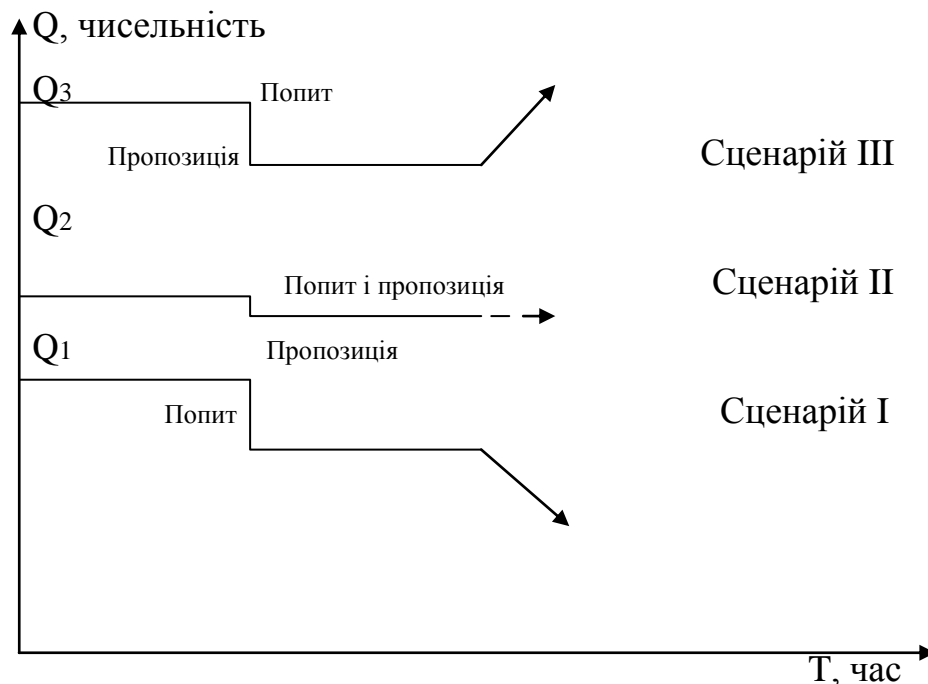 Q, чисельність
Q3
Попит
Пропозиція
Сценарій III
Q2
Попит і пропозиція
Сценарій II
Q1
Пропозиція
Попит
Сценарій I
T, час